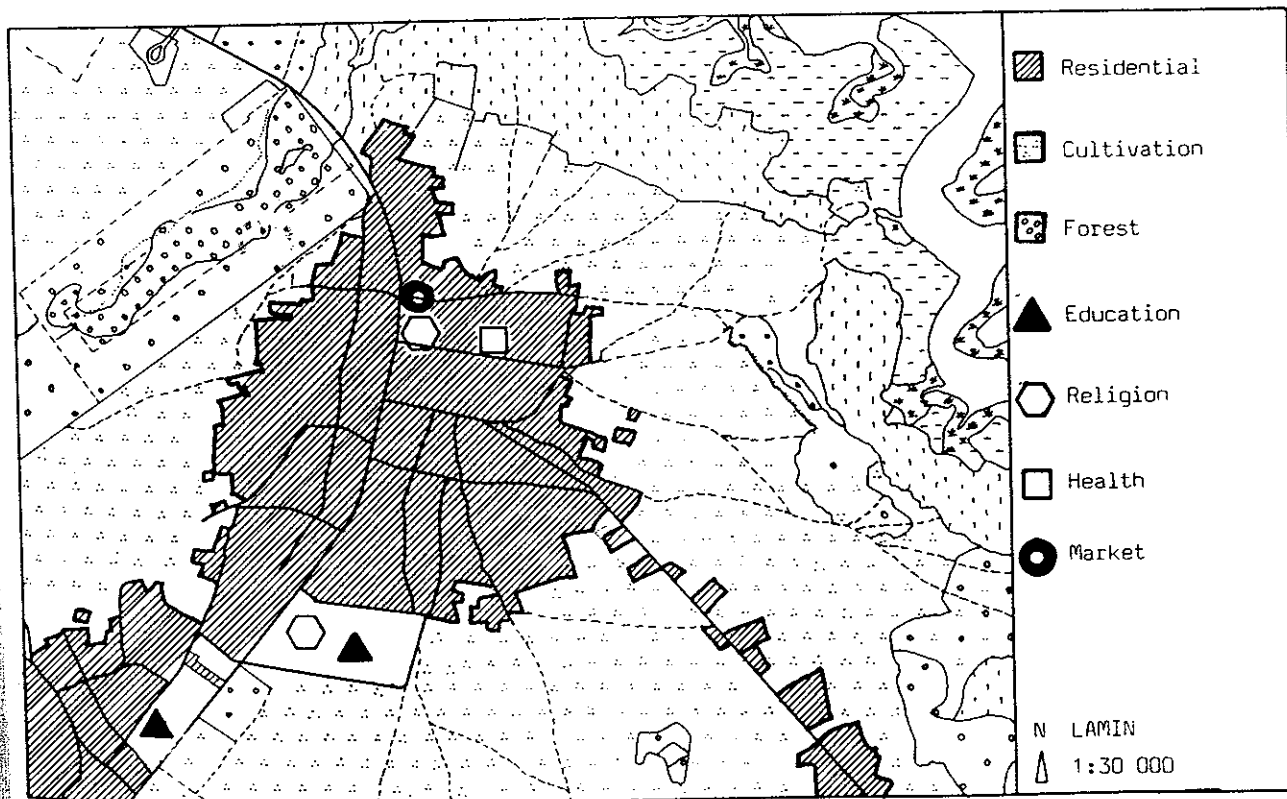 Residential
Cultivation
Forest
Education
Religion
Health
Market
N LAMIN
1:30 000